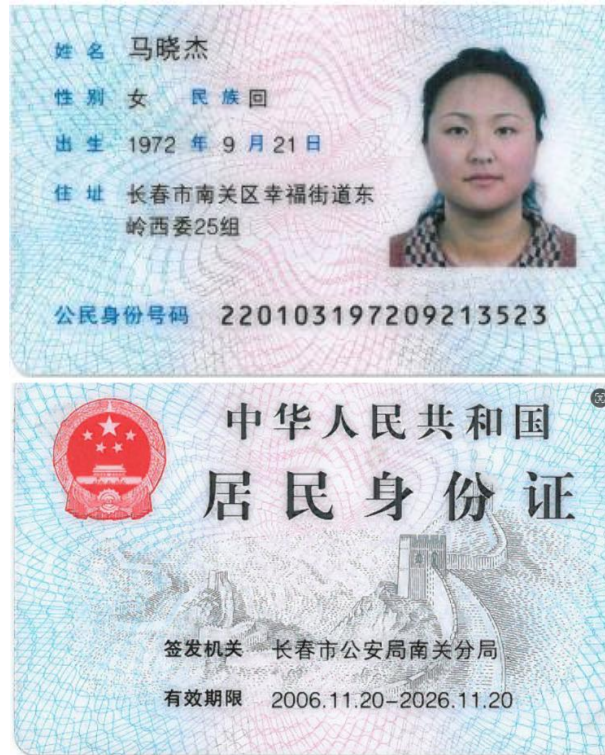 姓名 马晓杰
性别 女 民族 回
出生 1972 年 9 月 21 日
住址 长春市南关区幸福街道东
岭西委25组
公民身份号码 220103197209213523
中华人民共和国
居民身份证
签发机关 长春市公安局南关分局
有效期限 2006.11.20-2026.11.20